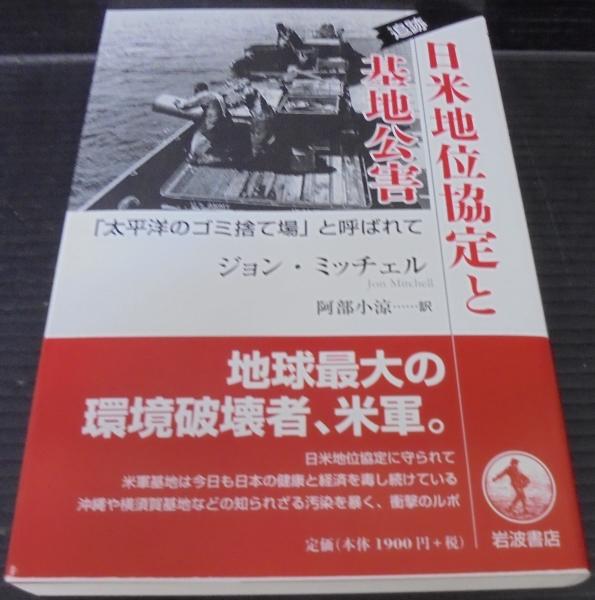 追跡
日米地位協定と
基地公害
「太平洋のゴミ捨て場」と呼ばれて
ジョン・ミッチェル
Jon Mitchell
阿部小涼……訳
地球最大の
環境破壊者、米軍。
日米地位協定に守られて
米軍基地は今日も日本の健康と経済を毒し続けている
沖縄や横須賀基地などの知られざる汚染を暴く、衝撃のルポ
定価(本体 1900円+税)
岩波書店